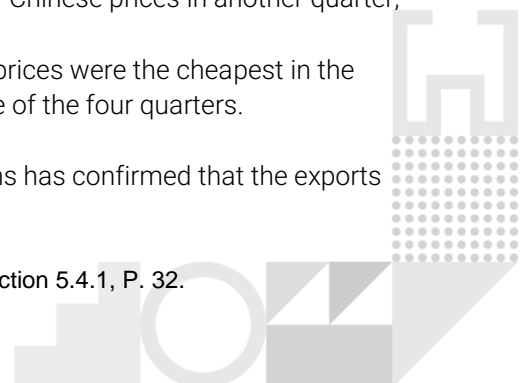 Chinese prices in another quarter,
prices were the cheapest in the
e of the four quarters.
ns has confirmed that the exports
ction 5.4.1, P. 32.